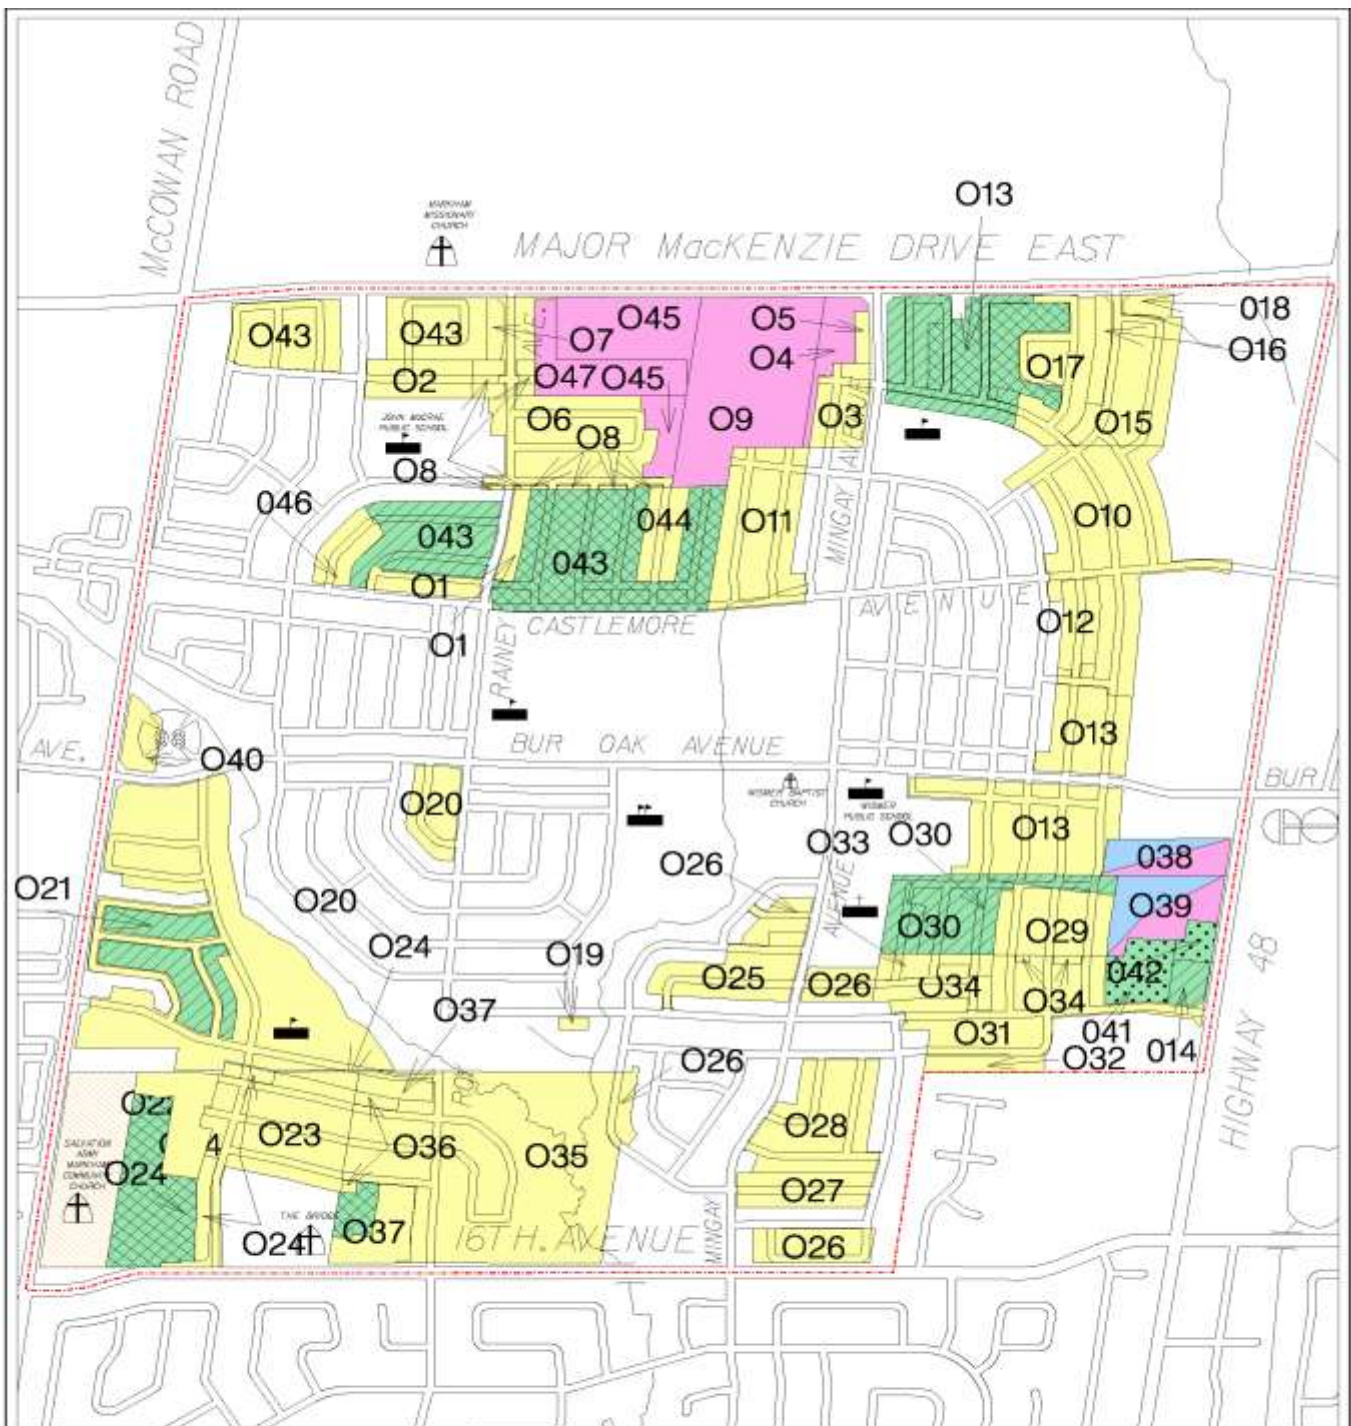 McCOWAN ROAD
MARKHAM
MISSIONARY
CHURCH
MAJOR MacKENZIE DRIVE EAST
O13
O43
O43
O7
O45
O5
O4
018
O16
O17
O2
O47
O45
O3
O9
O6
O8
O15
JOHN McCRAE
PUBLIC SCHOOL
O8
046
043
044
O11
O10
MINGAY AVENUE
043
O1
AVENUE
O12
CASTLEMORE
O1
RAINEY
O13
AVE.
O40
BUR OAK AVENUE
BUR
WISMER BAPTIST
CHURCH
WISMER
PUBLIC SCHOOL
O20
O33
O30
O13
O26
038
O21
O20
O39
O30
O29
O24
AVENUE
O19
O25
O26
O34
042
O34
O37
O31
041
014
O32
O26
HIGHWAY 48
O23
O36
O35
O28
SALVATION
ARMY
MARKHAM
COMMUNITY
CHURCH
O24
O27
THE BRIDGE
O24
O37
16TH. AVENUE
MINGAY
O26